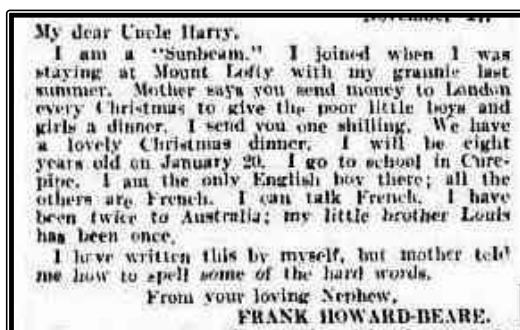 November 27.
My dear Uncle Harry.
I am a "Sunbeam." I joined when I was
staying at Mount Lofty with my grannie last
summer. Mother says you send money to London
every Christmas to give the poor little boys and
girls a dinner. I send you one shilling. We have
a lovely Christmas dinner. I will be eight
years old on January 20. I go to school in Cure-
pipe. I am the only English boy there; all the
others are French. I can talk French. I have
been twice to Australia; my little brother Louis
has been once.
I have written this by myself, but mother told
me how to spell some of the hard words.
From your loving Nephew,
FRANK HOWARD-BEARE.